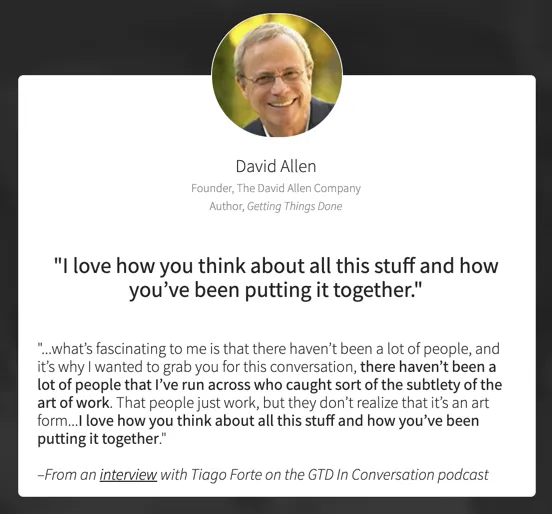 David Allen
Founder, The David Allen Company
Author, Getting Things Done
"I love how you think about all this stuff and how
you’ve been putting it together."
"...what’s fascinating to me is that there haven’t been a lot of people, and
it’s why I wanted to grab you for this conversation, there haven’t been a
lot of people that I’ve run across who caught sort of the subtlety of the
art of work. That people just work, but they don’t realize that it’s an art
form...I love how you think about all this stuff and how you’ve been
putting it together."
–From an interview with Tiago Forte on the GTD In Conversation podcast